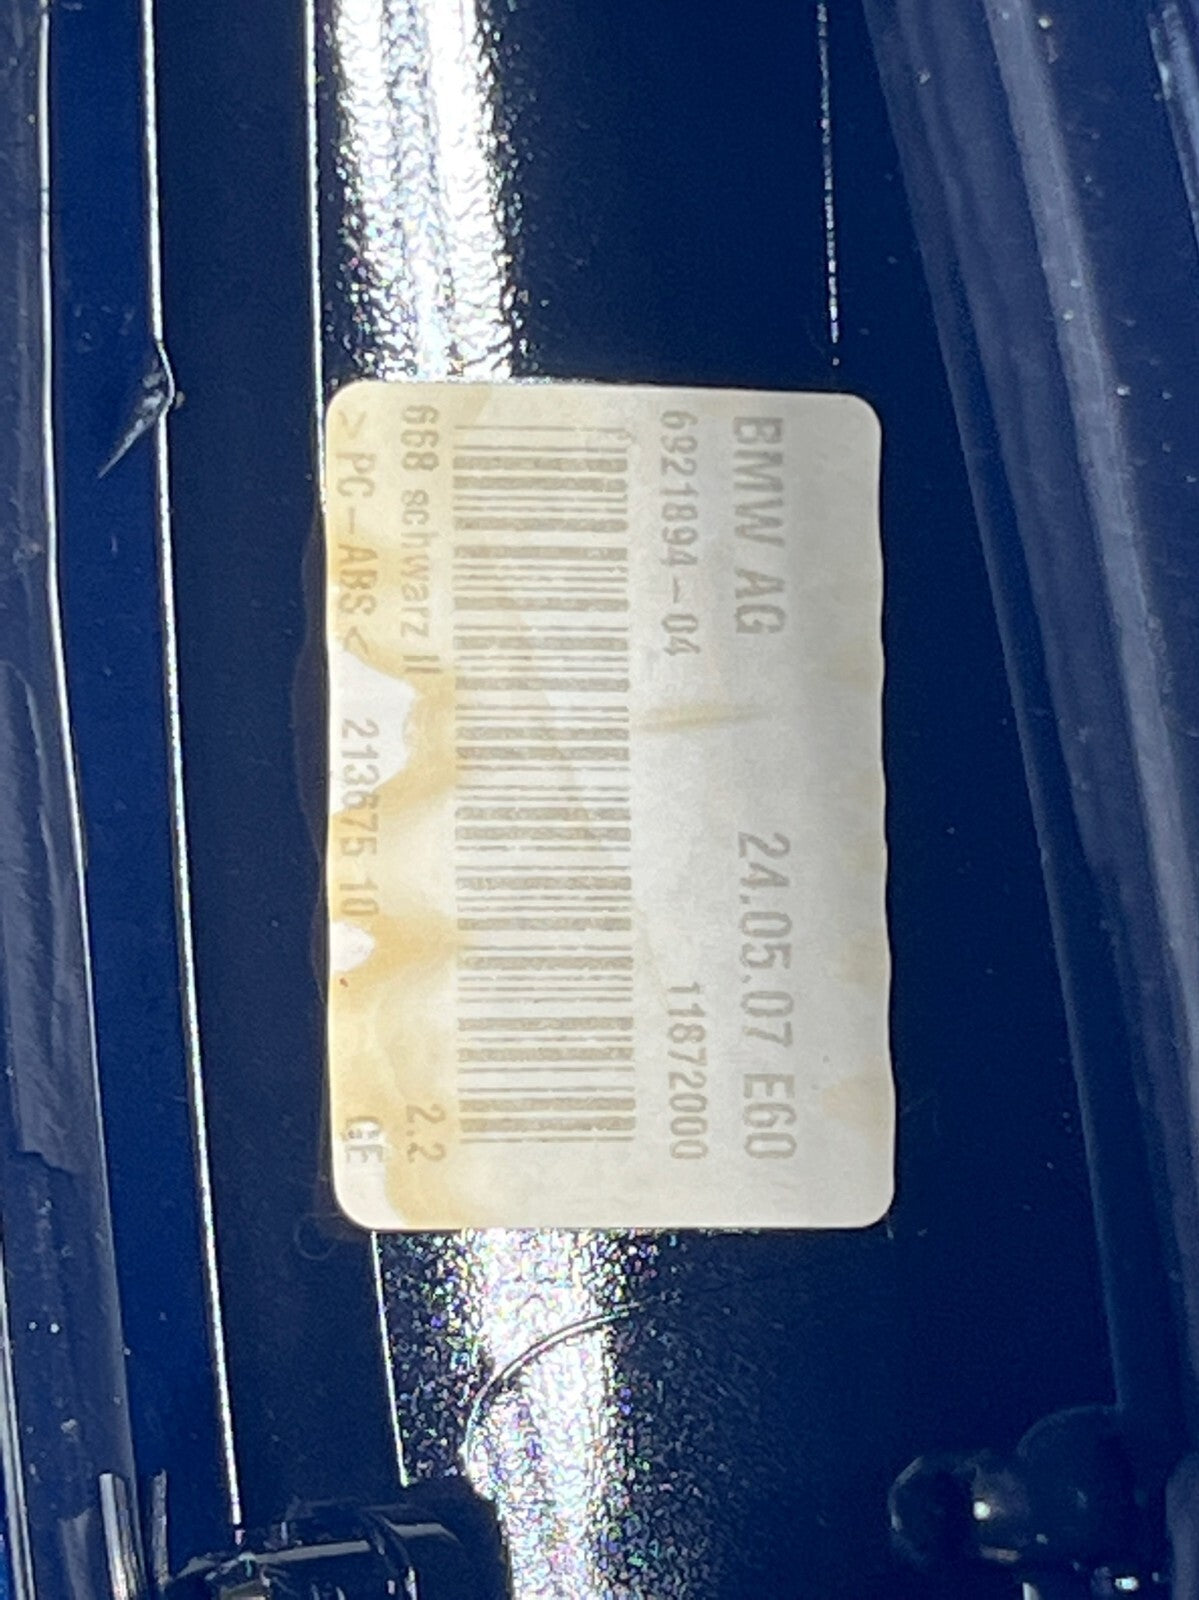 BMW AG 24.05.07 E60
6921894-04 11872000
668 schwarz II 2.2
>PC-ABS< 213675 10 GE